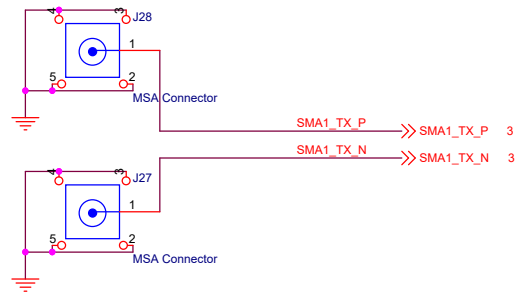 4 3 J28
1
5 2
MSA Connector
SMA1_TX_P SMA1_TX_P 3
SMA1_TX_N SMA1_TX_N 3
4 3 J27
1
5 2
MSA Connector